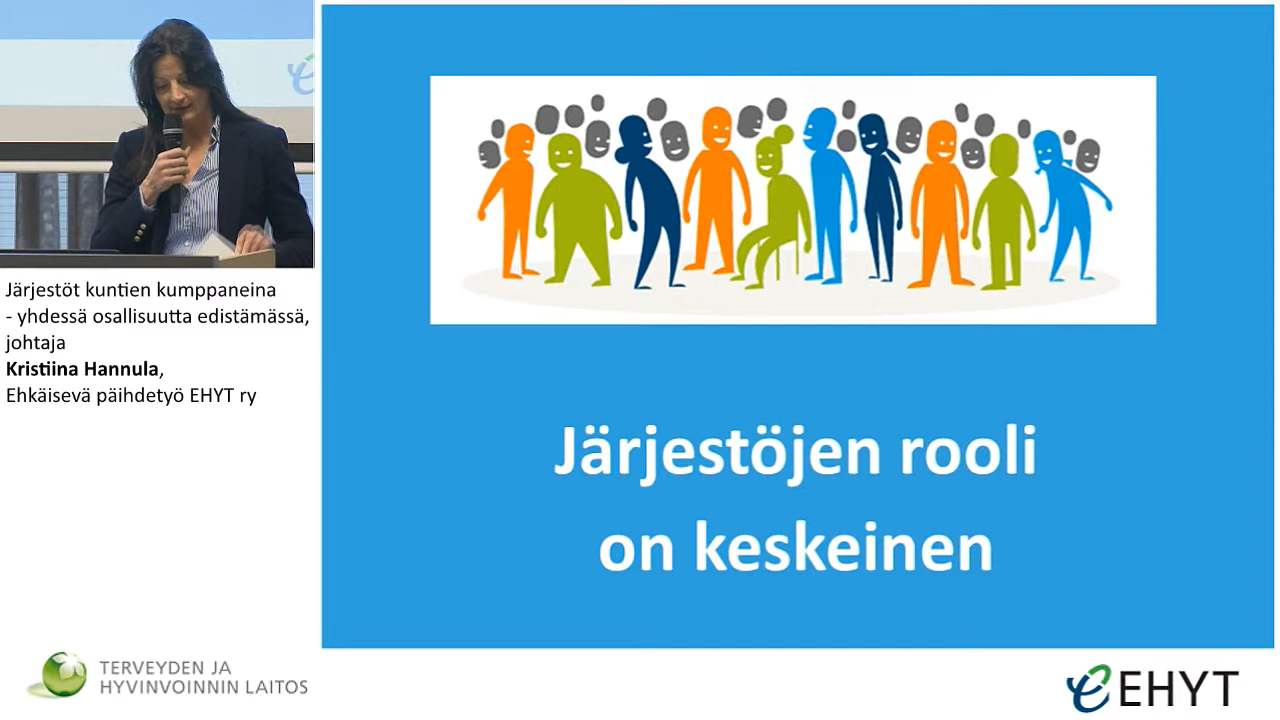 Järjestöt kuntien kumppaneina
- yhdessä osallisuutta edistämässä,
johtaja
Kristiina Hannula,
Ehkäisevä päihdetyö EHYT ry
Järjestöjen rooli
on keskeinen
TERVEYDEN JA
HYVINVOINNIN LAITOS
EHYT